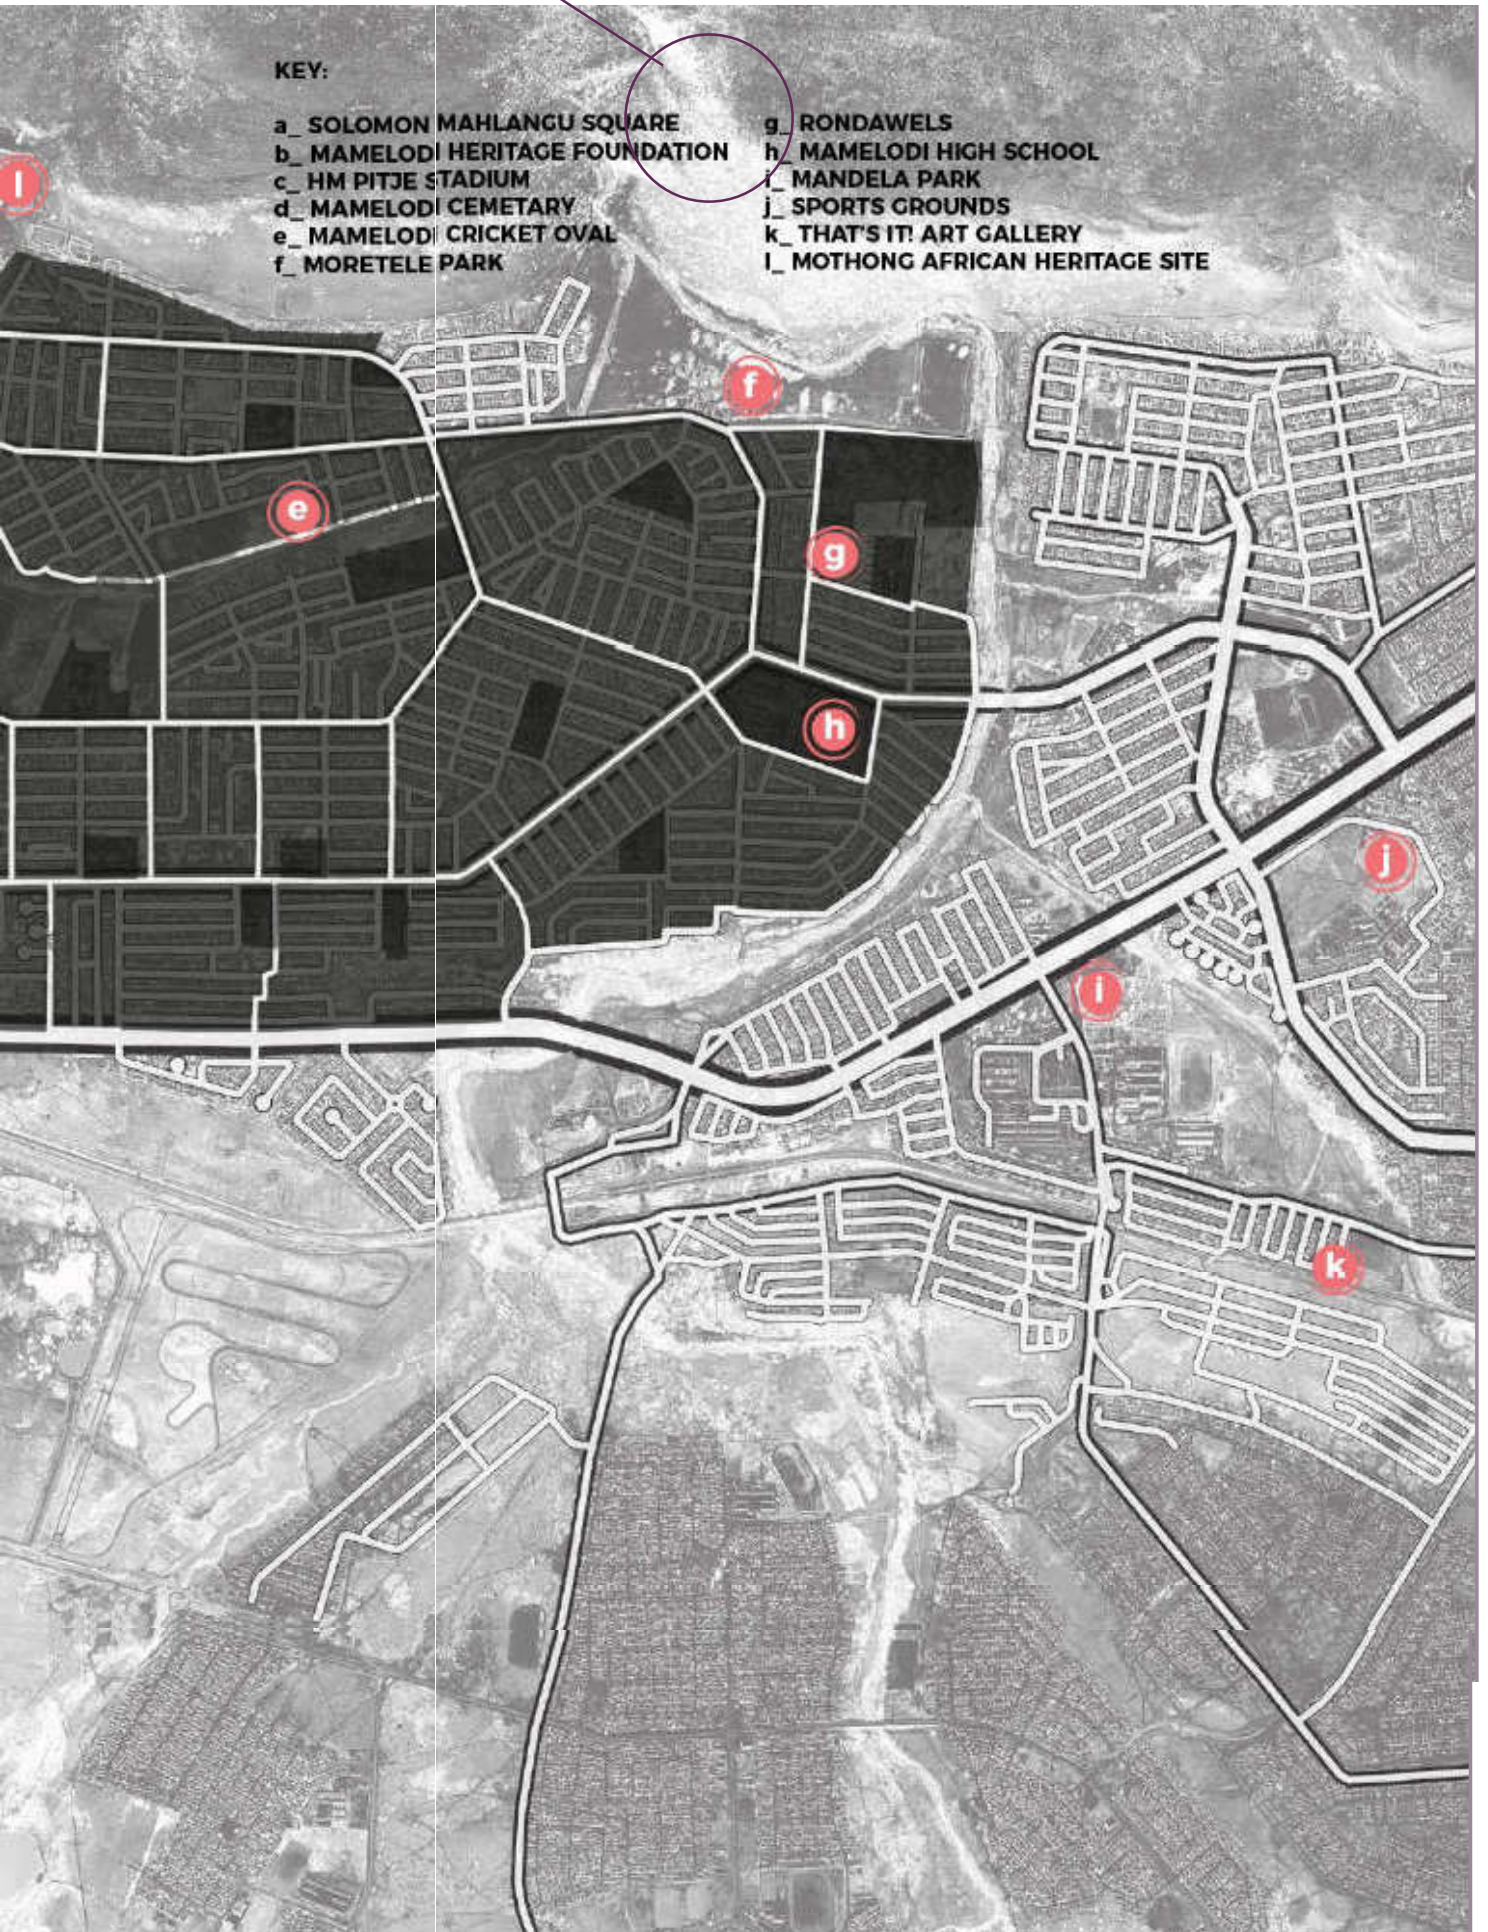 KEY:
a_ SOLOMON MAHLANGU SQUARE
b_ MAMELODI HERITAGE FOUNDATION
c_ HM PITJE STADIUM
d_ MAMELODI CEMETARY
e_ MAMELODI CRICKET OVAL
f_ MORETELE PARK
g_ RONDAWELS
h_ MAMELODI HIGH SCHOOL
i_ MANDELA PARK
j_ SPORTS GROUNDS
k_ THAT'S IT! ART GALLERY
l_ MOTHONG AFRICAN HERITAGE SITE
l
f
e
g
h
j
i
k